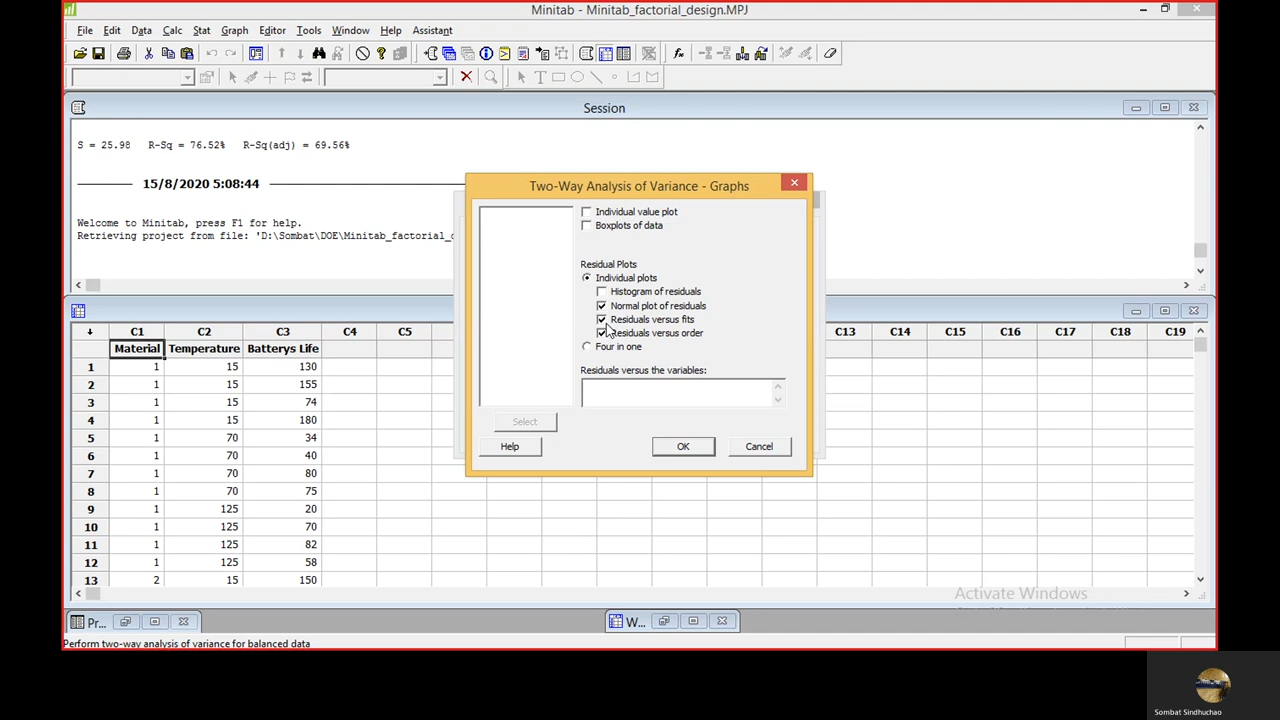 Minitab - Minitab_factorial_design.MPJ
File Edit Data Calc Stat Graph Editor Tools Window Help Assistant
Session
S = 25.98 R-Sq = 76.52% R-Sq(adj) = 69.56%
15/8/2020 5:08:44
Welcome to Minitab, press F1 for help.
Retrieving project from file: 'D:\Sombat\DOE\Minitab_factorial_d
Two-Way Analysis of Variance - Graphs
Individual value plot
Boxplots of data
Residual Plots
Individual plots
Histogram of residuals
Normal plot of residuals
Residuals versus fits
Residuals versus order
Four in one
Residuals versus the variables:
Select
Help OK Cancel
C1 C2 C3 C4 C5 C13 C14 C15 C16 C17 C18 C19
Material Temperature Batterys Life
1 1 15 130
2 1 15 155
3 1 15 74
4 1 15 180
5 1 70 34
6 1 70 40
7 1 70 80
8 1 70 75
9 1 125 20
10 1 125 70
11 1 125 82
12 1 125 58
13 2 15 150
Activate Windows
Pr... W...
Perform two-way analysis of variance for balanced data
Sombat Sindhuchao